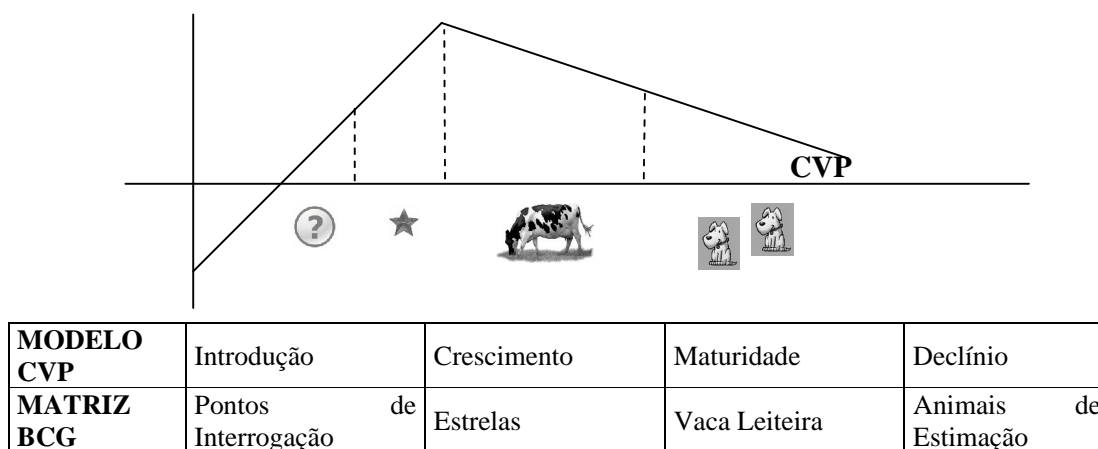 CVP
?
MODELO CVP
Introdução
Crescimento
Maturidade
Declínio
MATRIZ BCG
Pontos de Interrogação
Estrelas
Vaca Leiteira
Animais de Estimação